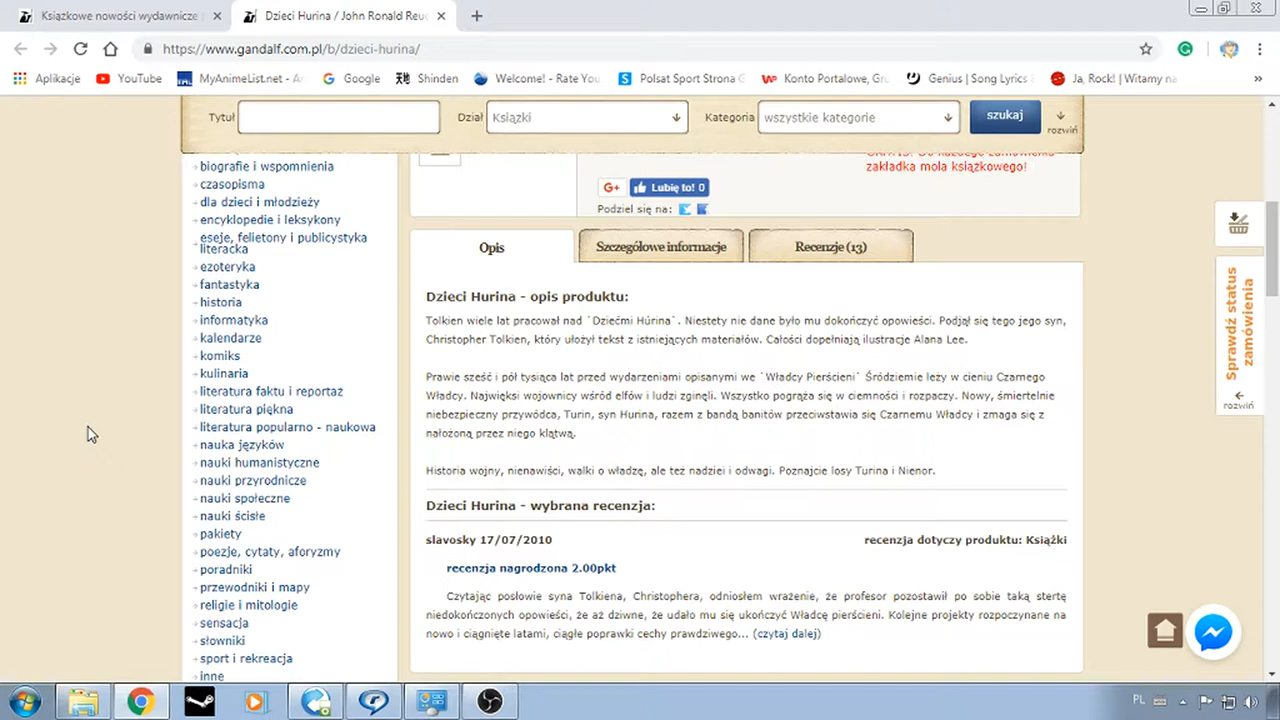 Książkowe nowości wydawnicze
Dzieci Hurina / John Ronald Reu
https://www.gandalf.com.pl/b/dzieci-hurina/
Aplikacje
YouTube
MyAnimeList.net - A
Google
Shinden
Welcome! - Rate You
Polsat Sport Strona G
Konto Portalowe, Gr
Genius | Song Lyrics
Ja, Rock! | Witamy na
»
Tytuł
Dział
Książki
Kategoria
wszystkie kategorie
szukaj
rozwiń
biografie i wspomnienia
czasopisma
dla dzieci i młodzieży
encyklopedie i leksykony
eseje, felietony i publicystyka
literacka
ezoteryka
fantastyka
historia
informatyka
kalendarze
komiks
kulinaria
literatura faktu i reportaż
literatura piękna
literatura popularno - naukowa
nauka języków
nauki humanistyczne
nauki przyrodnicze
nauki społeczne
nauki ścisłe
pakiety
poezje, cytaty, aforyzmy
poradniki
przewodniki i mapy
religie i mitologie
sensacja
słowniki
sport i rekreacja
inne
zakładka mola książkowego!
G+
Lubię to! 0
Podziel się na:
Opis
Szczegółowe informacje
Recenzje (13)
Dzieci Hurina - opis produktu:
Tolkien wiele lat pracował nad `Dziećmi Húrina`. Niestety nie dane było mu dokończyć opowieści. Podjął się tego jego syn,
Christopher Tolkien, który ułożył tekst z istniejących materiałów. Całości dopełniają ilustracje Alana Lee.
Prawie sześć i pół tysiąca lat przed wydarzeniami opisanymi we `Władcy Pierścieni` Śródziemie leży w cieniu Czarnego
Władcy. Najwięksi wojownicy wśród elfów i ludzi zginęli. Wszystko pogrąża się w ciemności i rozpaczy. Nowy, śmiertelnie
niebezpieczny przywódca, Turin, syn Hurina, razem z bandą banitów przeciwstawia się Czarnemu Władcy i zmaga się z
nałożoną przez niego klątwą.
Historia wojny, nienawiści, walki o władzę, ale też nadziei i odwagi. Poznajcie losy Turina i Nienor.
Dzieci Hurina - wybrana recenzja:
slavosky 17/07/2010
recenzja dotyczy produktu: Książki
recenzja nagrodzona 2.00pkt
Czytając posłowie syna Tolkiena, Christophera, odniosłem wrażenie, że profesor pozostawił po sobie taką stertę
niedokończonych opowieści, że aż dziwne, że udało mu się ukończyć Władcę pierścieni. Kolejne projekty rozpoczynane na
nowo i ciągnięte latami, ciągłe poprawki cechy prawdziwego... (czytaj dalej)
Sprawdź status
zamówienia
rozwiń
PL